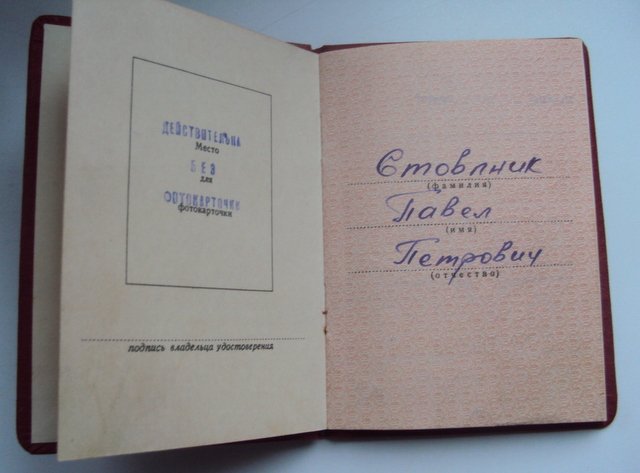 ДЕЙСТВИТЕЛЬНА
Место
БЕЗ
для
ФОТОКАРТОЧКИ
фотокарточки
подпись владельца удостоверения
Стовпник
(фамилия)
Павел
(имя)
Петрович
(отчество)